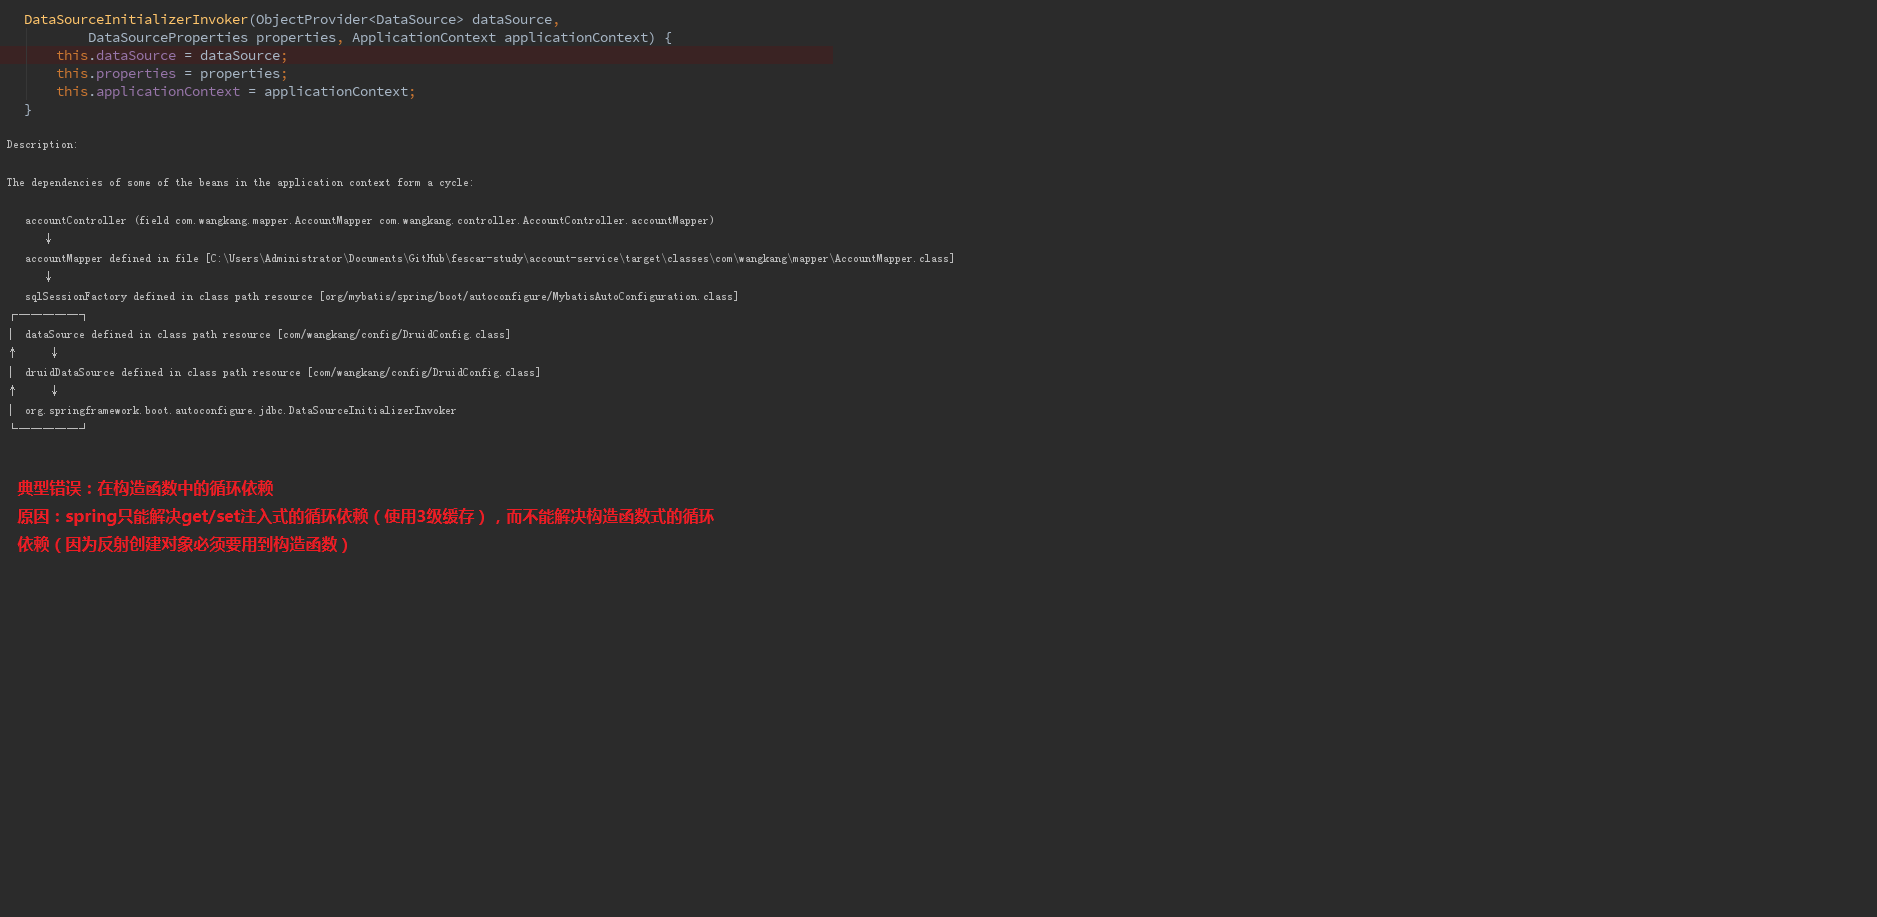 DataSourceInitializerInvoker(ObjectProvider<DataSource> dataSource,
DataSourceProperties properties, ApplicationContext applicationContext) {
this.dataSource = dataSource;
this.properties = properties;
this.applicationContext = applicationContext;
}
Description:
The dependencies of some of the beans in the application context form a cycle:
accountController (field com.wangkang.mapper.AccountMapper com.wangkang.controller.AccountController.accountMapper)
↓
accountMapper defined in file [C:\Users\Administrator\Documents\GitHub\fescar-study\account-service\target\classes\com\wangkang\mapper\AccountMapper.class]
↓
sqlSessionFactory defined in class path resource [org/mybatis/spring/boot/autoconfigure/MybatisAutoConfiguration.class]
┌─────┐
| dataSource defined in class path resource [com/wangkang/config/DruidConfig.class]
↑ ↓
| druidDataSource defined in class path resource [com/wangkang/config/DruidConfig.class]
↑ ↓
| org.springframework.boot.autoconfigure.jdbc.DataSourceInitializerInvoker
└─────┘
典型错误：在构造函数中的循环依赖
原因：spring只能解决get/set注入式的循环依赖（使用3级缓存），而不能解决构造函数式的循环
依赖（因为反射创建对象必须要用到构造函数）